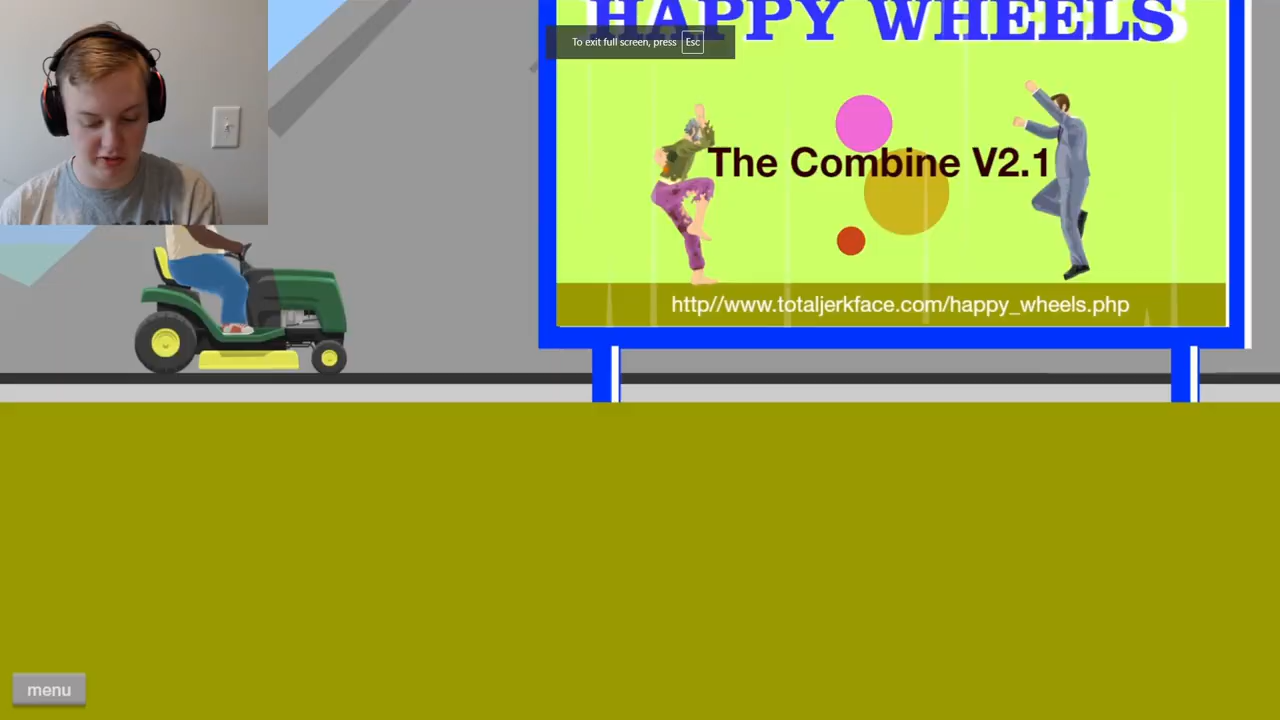 HAPPY WHEELS
To exit full screen, press Esc
The Combine V2.1
http//www.totaljerkface.com/happy_wheels.php
menu